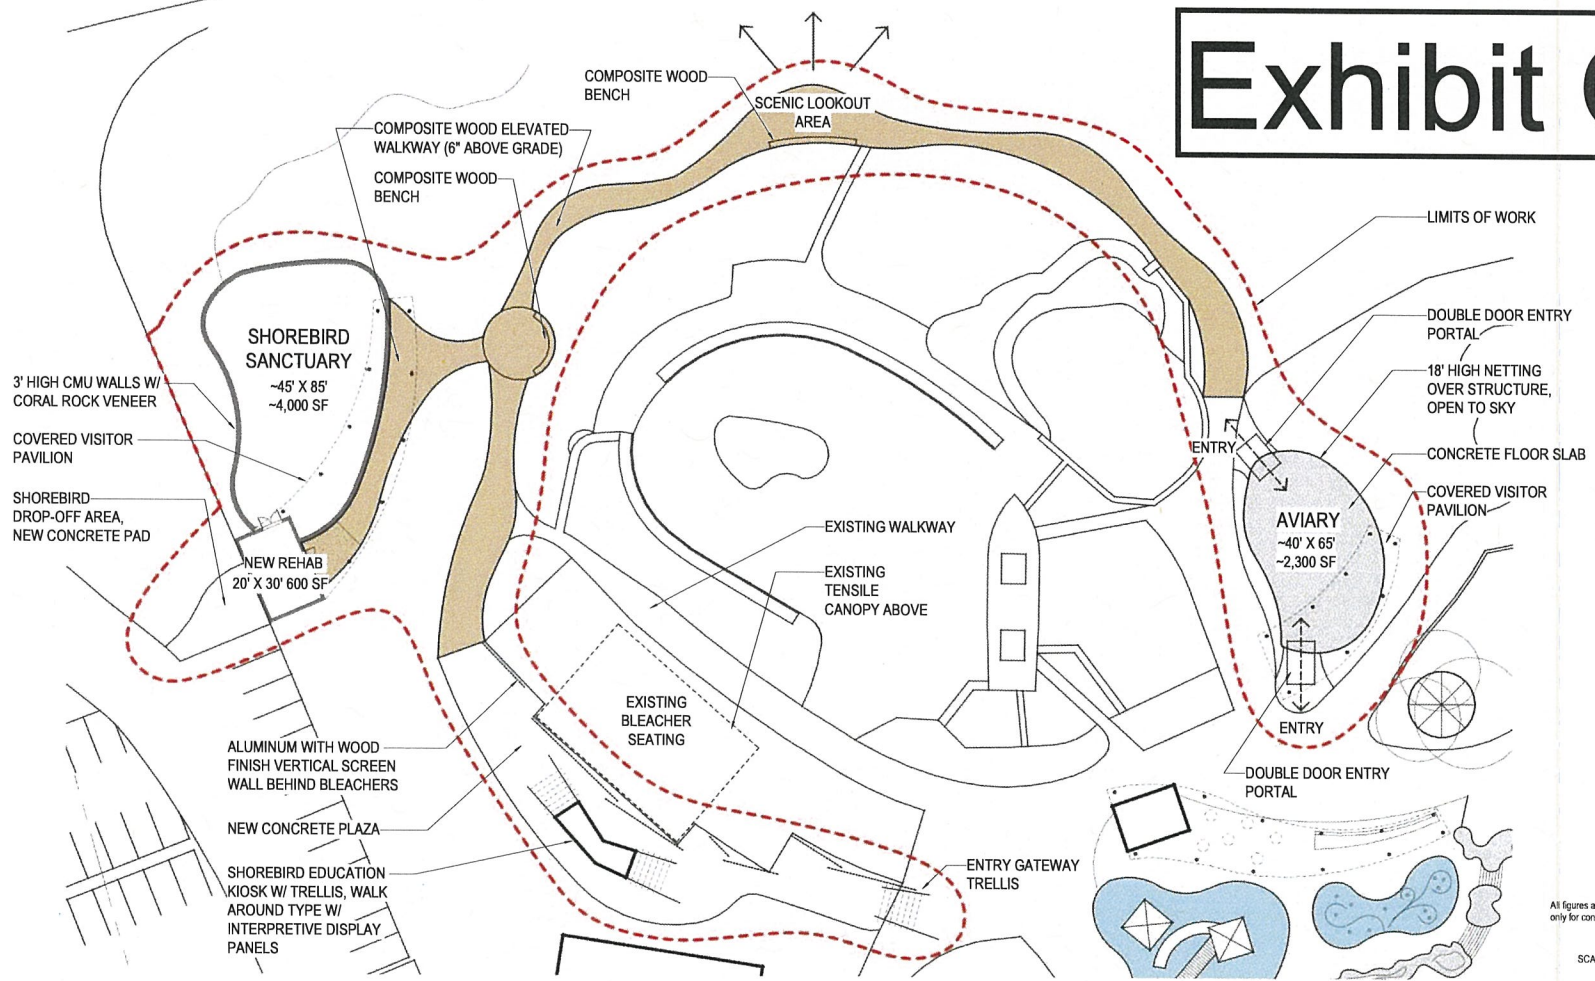 Exhibit
COMPOSITE WOOD
BENCH
SCENIC LOOKOUT
AREA
COMPOSITE WOOD ELEVATED
WALKWAY (6" ABOVE GRADE)
COMPOSITE WOOD
BENCH
LIMITS OF WORK
SHOREBIRD
SANCTUARY
~45' X 85'
~4,000 SF
3' HIGH CMU WALLS W/
CORAL ROCK VENEER
COVERED VISITOR
PAVILION
SHOREBIRD
DROP-OFF AREA,
NEW CONCRETE PAD
NEW REHAB
20' X 30' 600 SF
DOUBLE DOOR ENTRY
PORTAL
18' HIGH NETTING
OVER STRUCTURE,
OPEN TO SKY
ENTRY
CONCRETE FLOOR SLAB
COVERED VISITOR
PAVILION
AVIARY
~40' X 65'
~2,300 SF
EXISTING WALKWAY
EXISTING
TENSILE
CANOPY ABOVE
EXISTING
BLEACHER
SEATING
ENTRY
DOUBLE DOOR ENTRY
PORTAL
ALUMINUM WITH WOOD
FINISH VERTICAL SCREEN
WALL BEHIND BLEACHERS
NEW CONCRETE PLAZA
SHOREBIRD EDUCATION
KIOSK W/ TRELLIS, WALK
AROUND TYPE W/
INTERPRETIVE DISPLAY
PANELS
ENTRY GATEWAY
TRELLIS
All figures
only for